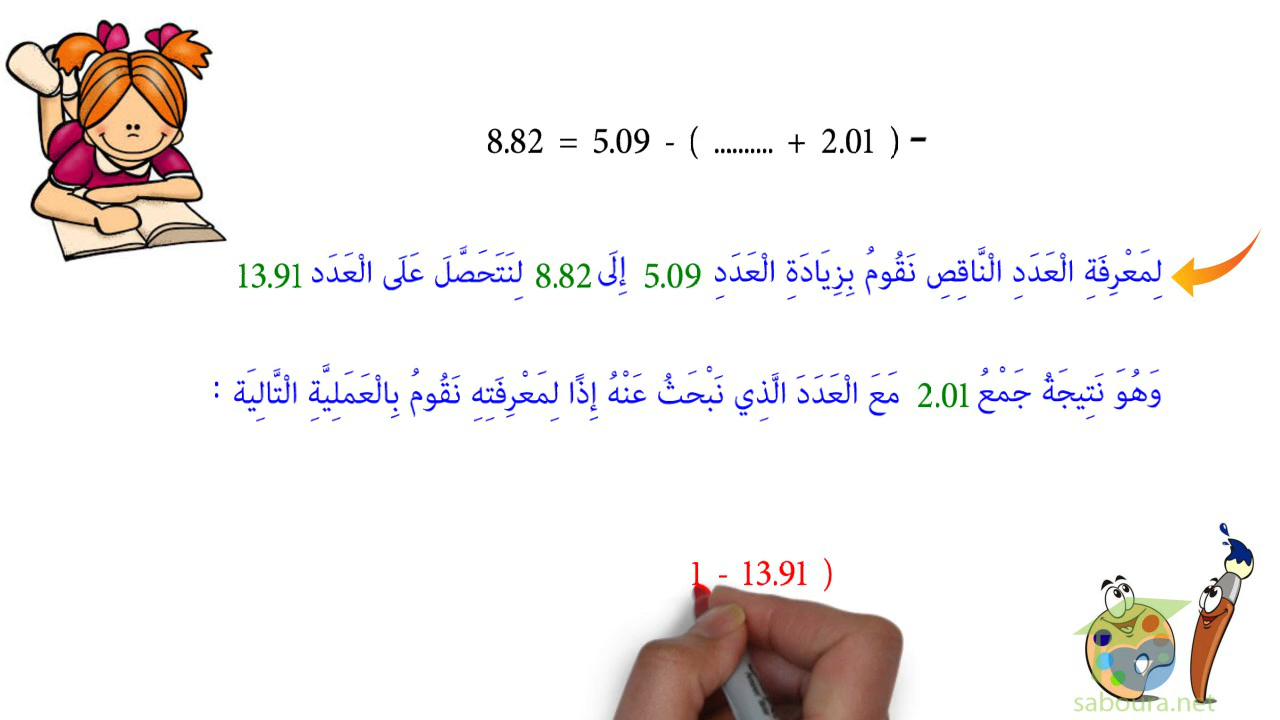 - ( 2.01 + .......... ) - 5.09 = 8.82
لِمَعْرِفَةِ الْعَدَدِ الْنَّاقِصِ نَقُومُ بِزِيَادَةِ الْعَدَدِ 5.09 إِلَى 8.82 لِنَتَحَصَّلَ عَلَى الْعَدَد 13.91
وَهُوَ نَتِيجَةُ جَمْعُ 2.01 مَعَ الْعَدَدَ الَّذِي نَبْحَثُ عَنْهُ إِذًا لِمَعْرِفَتِهِ نَقُومُ بِالْعَمَلِيَّةِ الْتَّالِيَة :
( 13.91 - 1
saboura.net